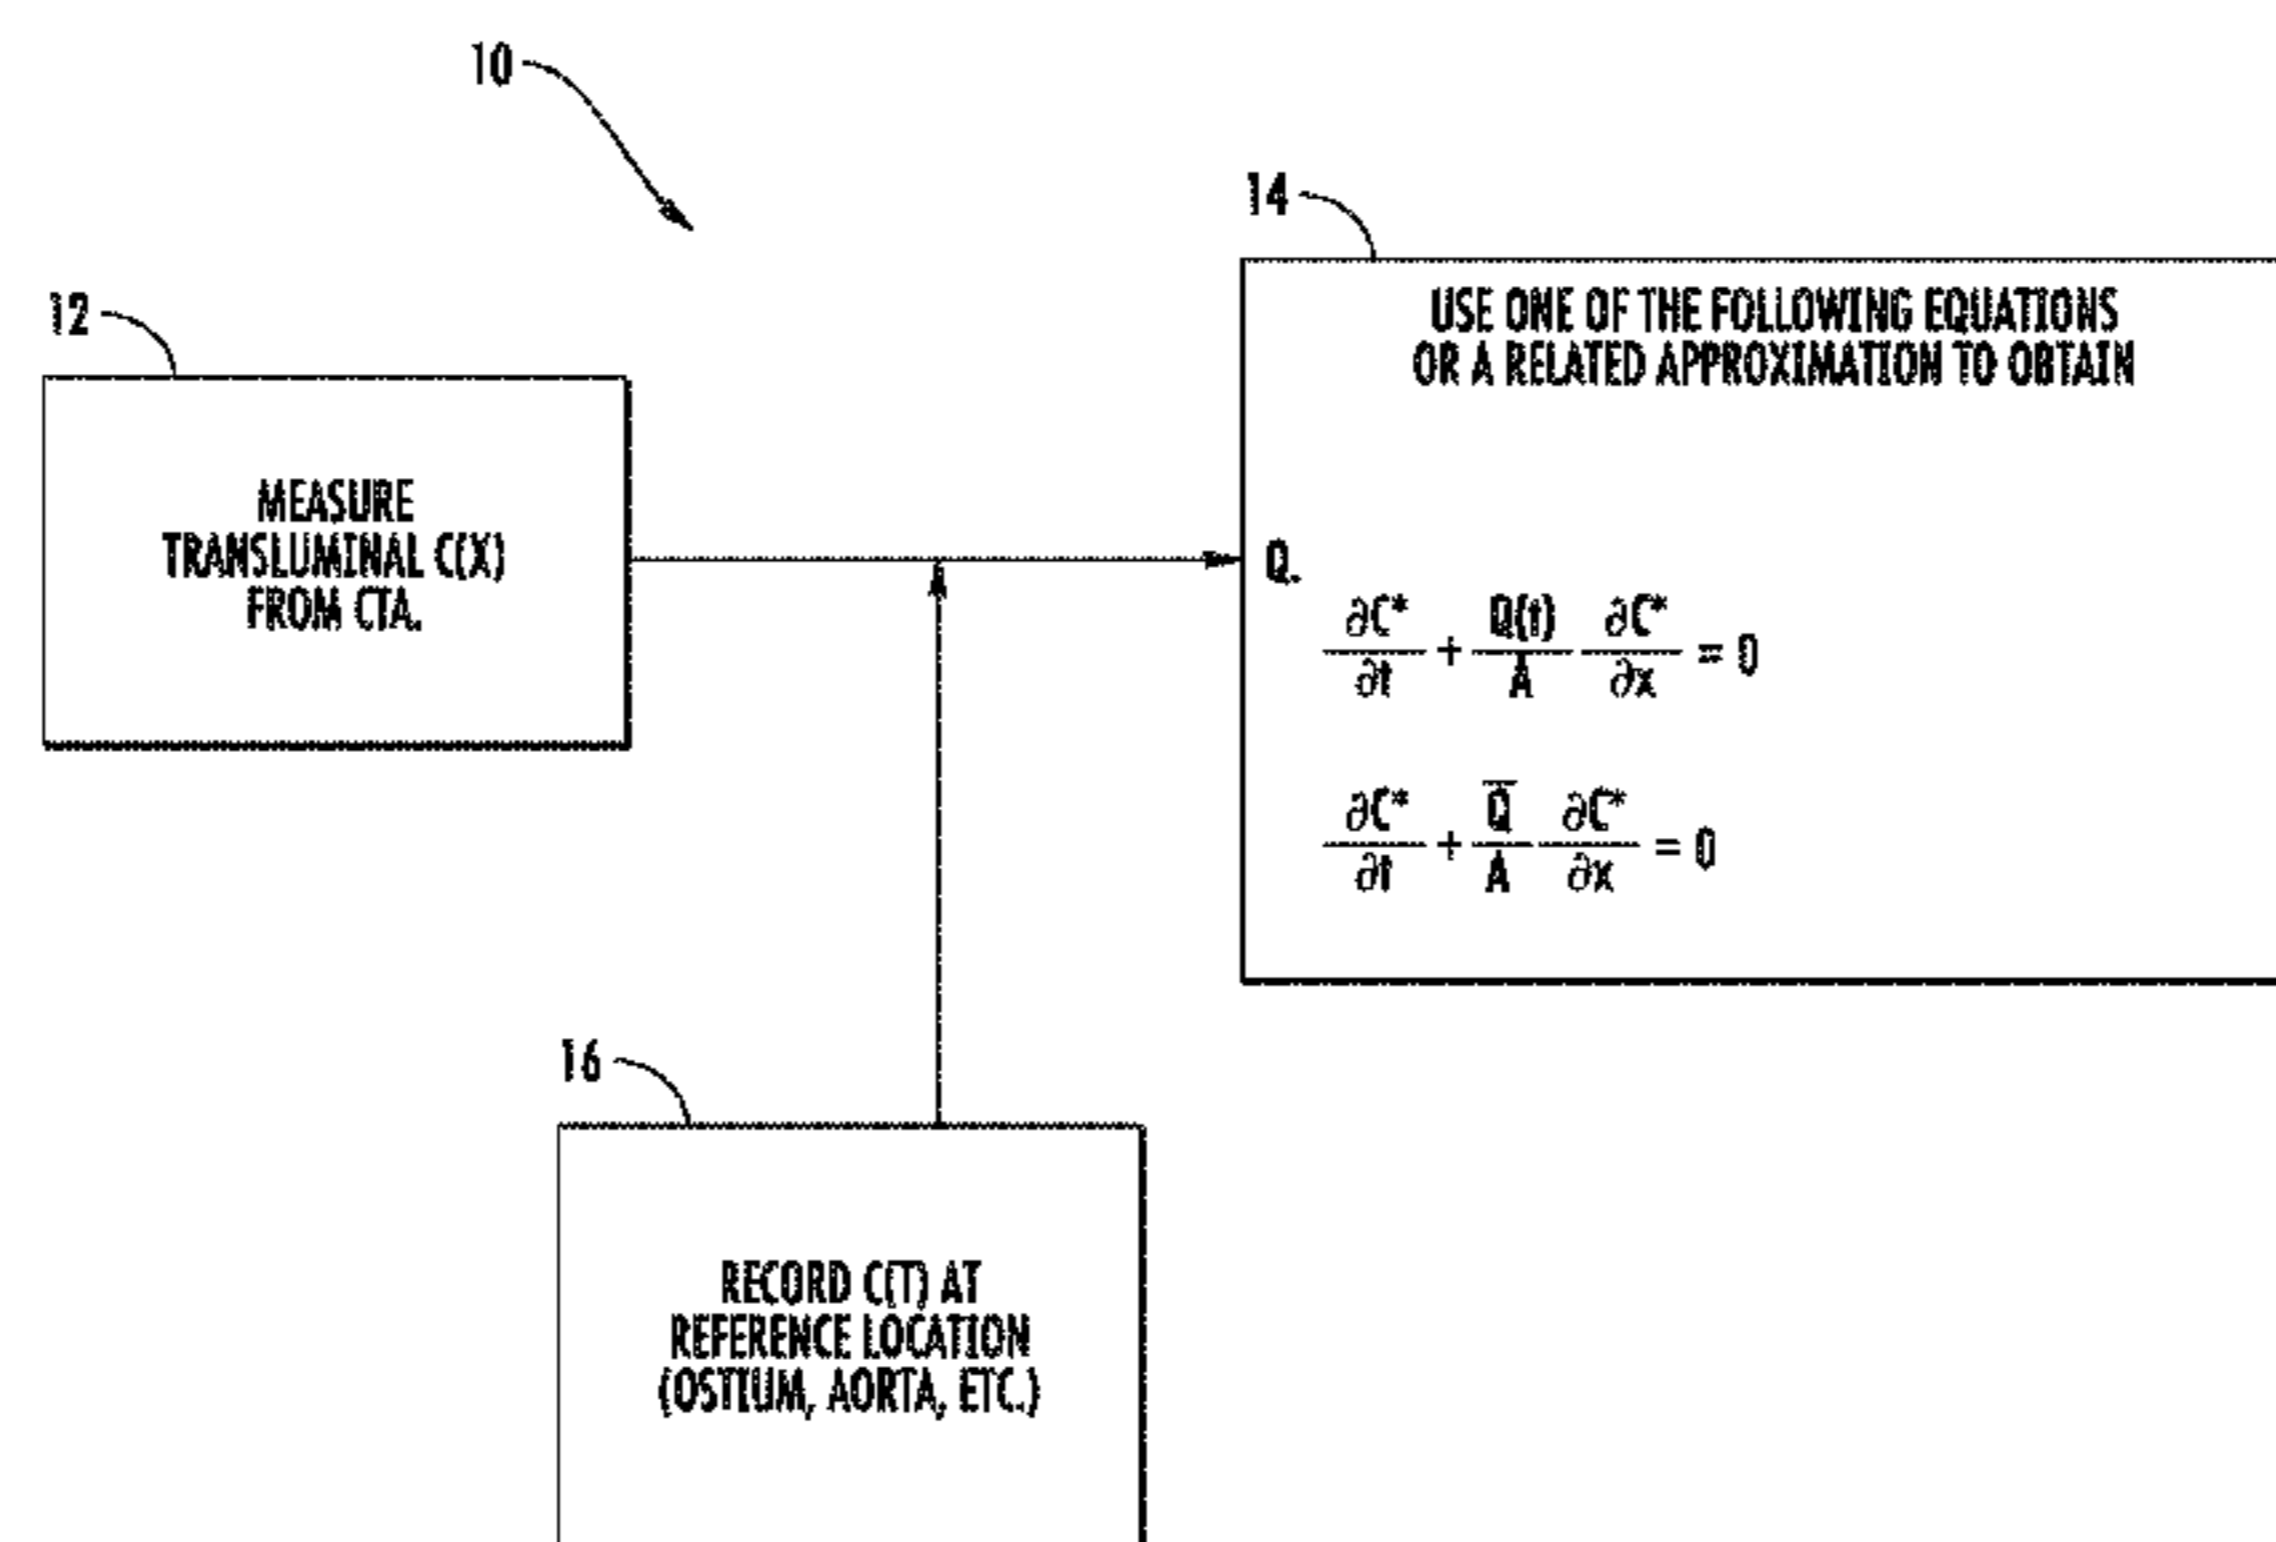 10
14
12
USE ONE OF THE FOLLOWING EQUATIONS
OR A RELATED APPROXIMATION TO OBTAIN
MEASURE
TRANSLUMINAL C(X)
FROM CTA.
Q.
∂C*/∂t + Q(t)/A ∂C*/∂x = 0
∂C*/∂t + Q̅/A ∂C*/∂x = 0
16
RECORD C(T) AT
REFERENCE LOCATION
(OSTIUM, AORTA, ETC.)